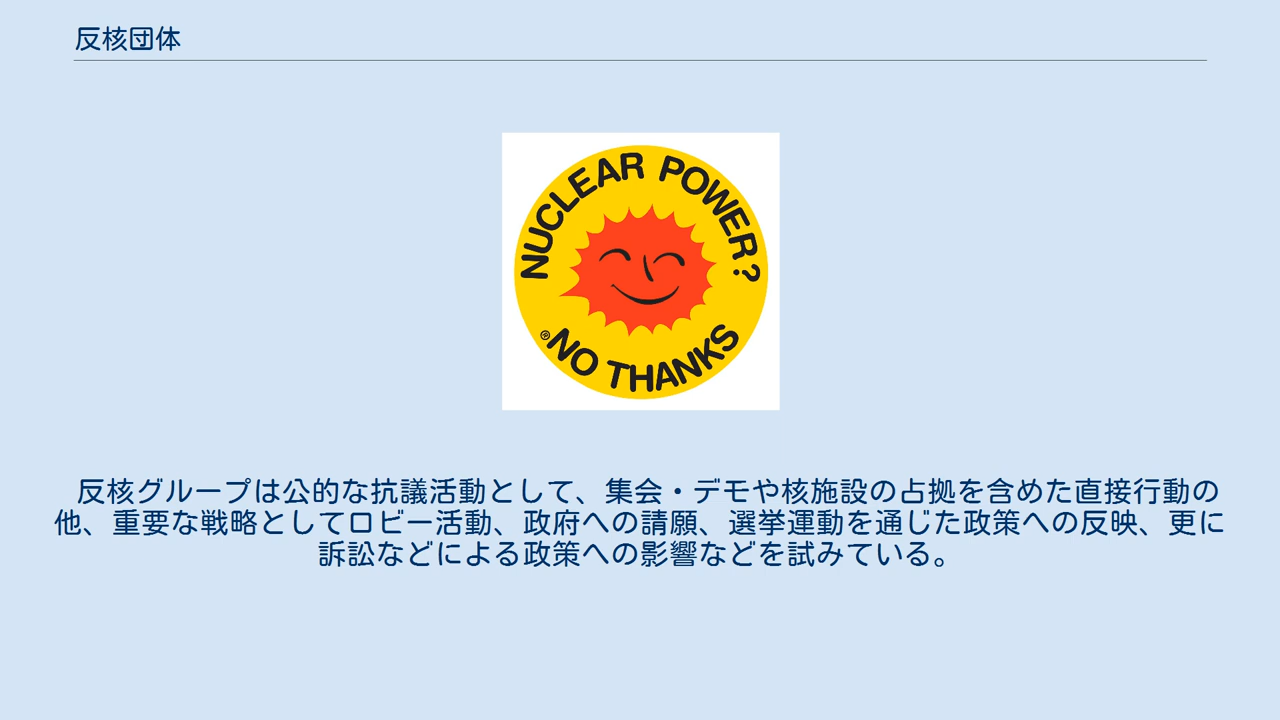 反核団体
NUCLEAR POWER?
®NO THANKS
反核グループは公的な抗議活動として、集会・デモや核施設の占拠を含めた直接行動の
他、重要な戦略としてロビー活動、政府への請願、選挙運動を通じた政策への反映、更に
訴訟などによる政策への影響などを試みている。